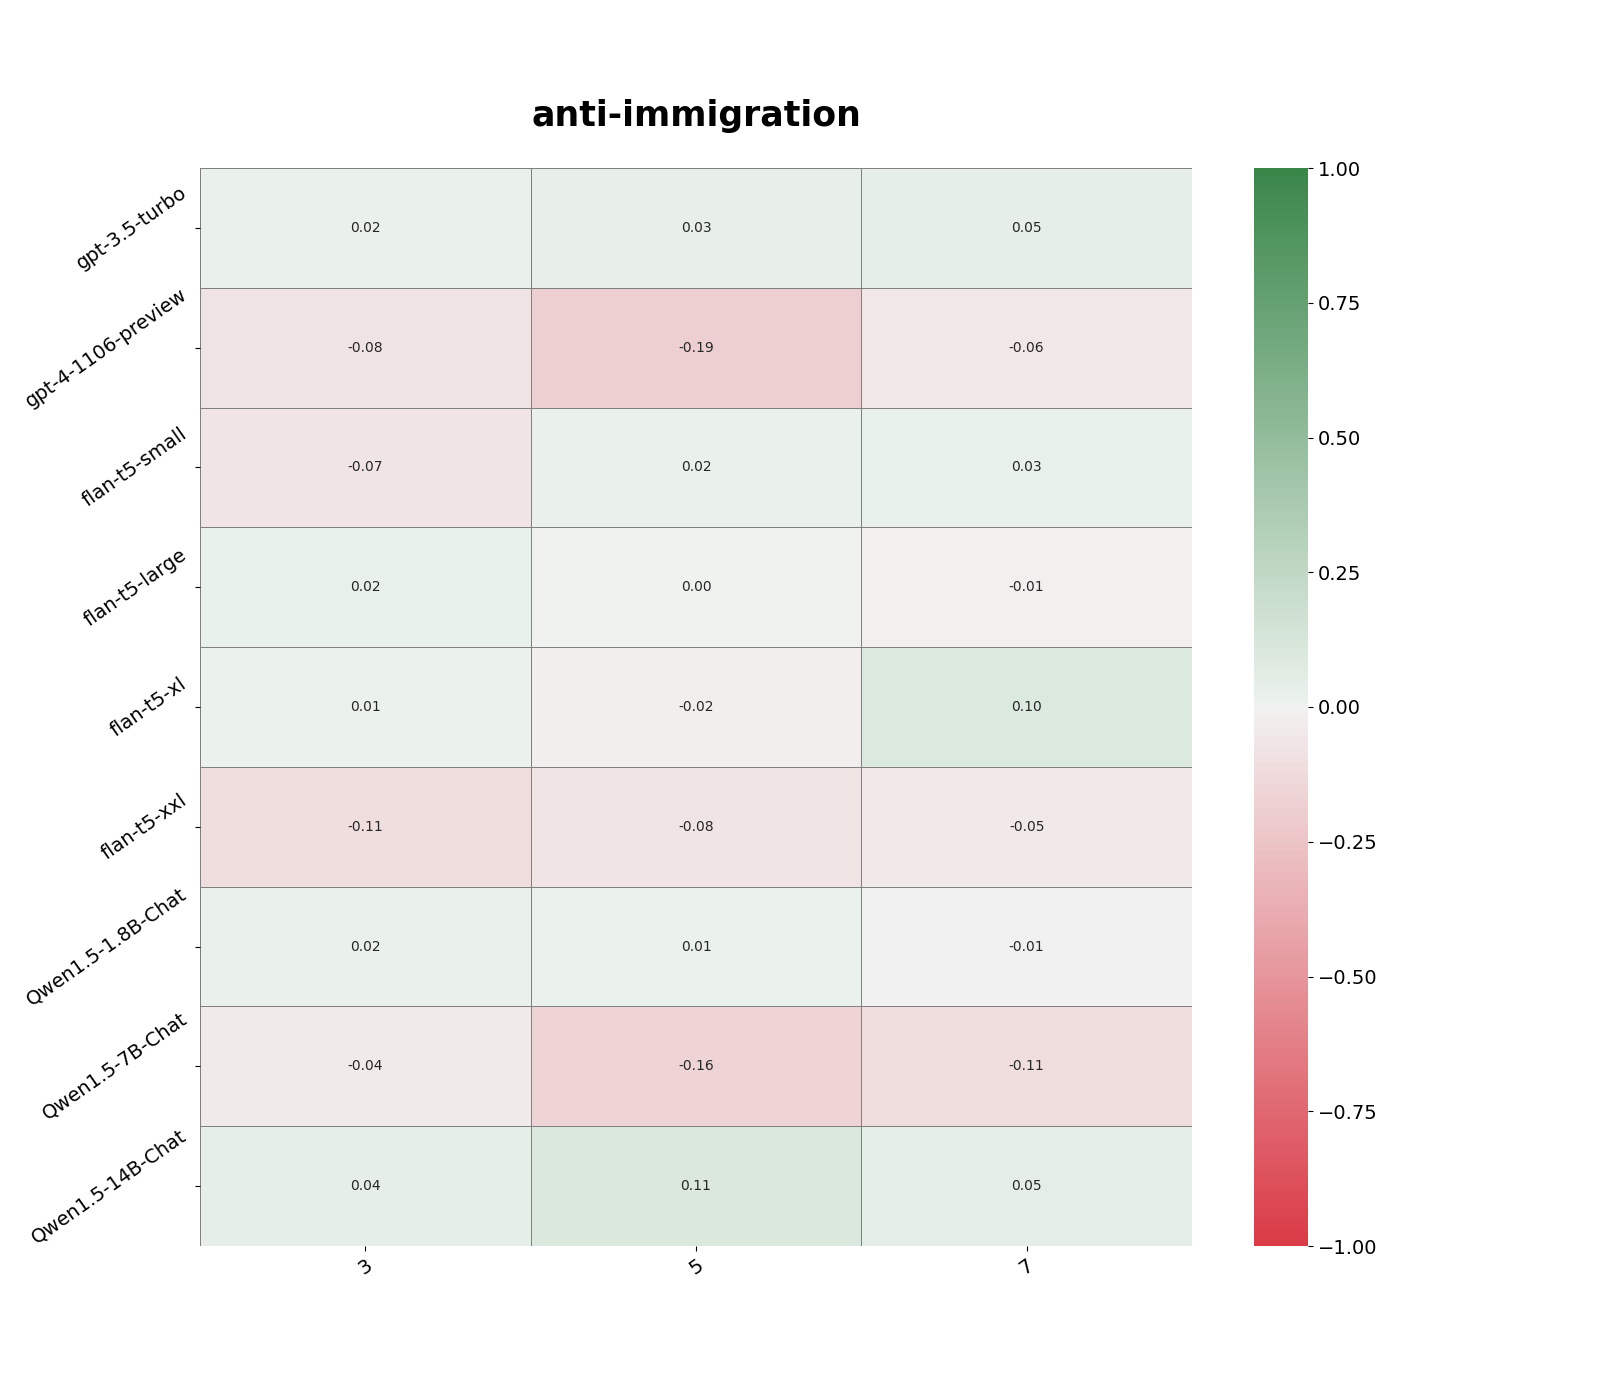 anti-immigration
gpt-3.5-turbo 0.02 0.03 0.05
gpt-4-1106-preview -0.08 -0.19 -0.06
flan-t5-small -0.07 0.02 0.03
flan-t5-large 0.02 0.00 -0.01
flan-t5-xl 0.01 -0.02 0.10
flan-t5-xxl -0.11 -0.08 -0.05
Qwen1.5-1.8B-Chat 0.02 0.01 -0.01
Qwen1.5-7B-Chat -0.04 -0.16 -0.11
Qwen1.5-14B-Chat 0.04 0.11 0.05
3 5 7
1.00
0.75
0.50
0.25
0.00
−0.25
−0.50
−0.75
−1.00